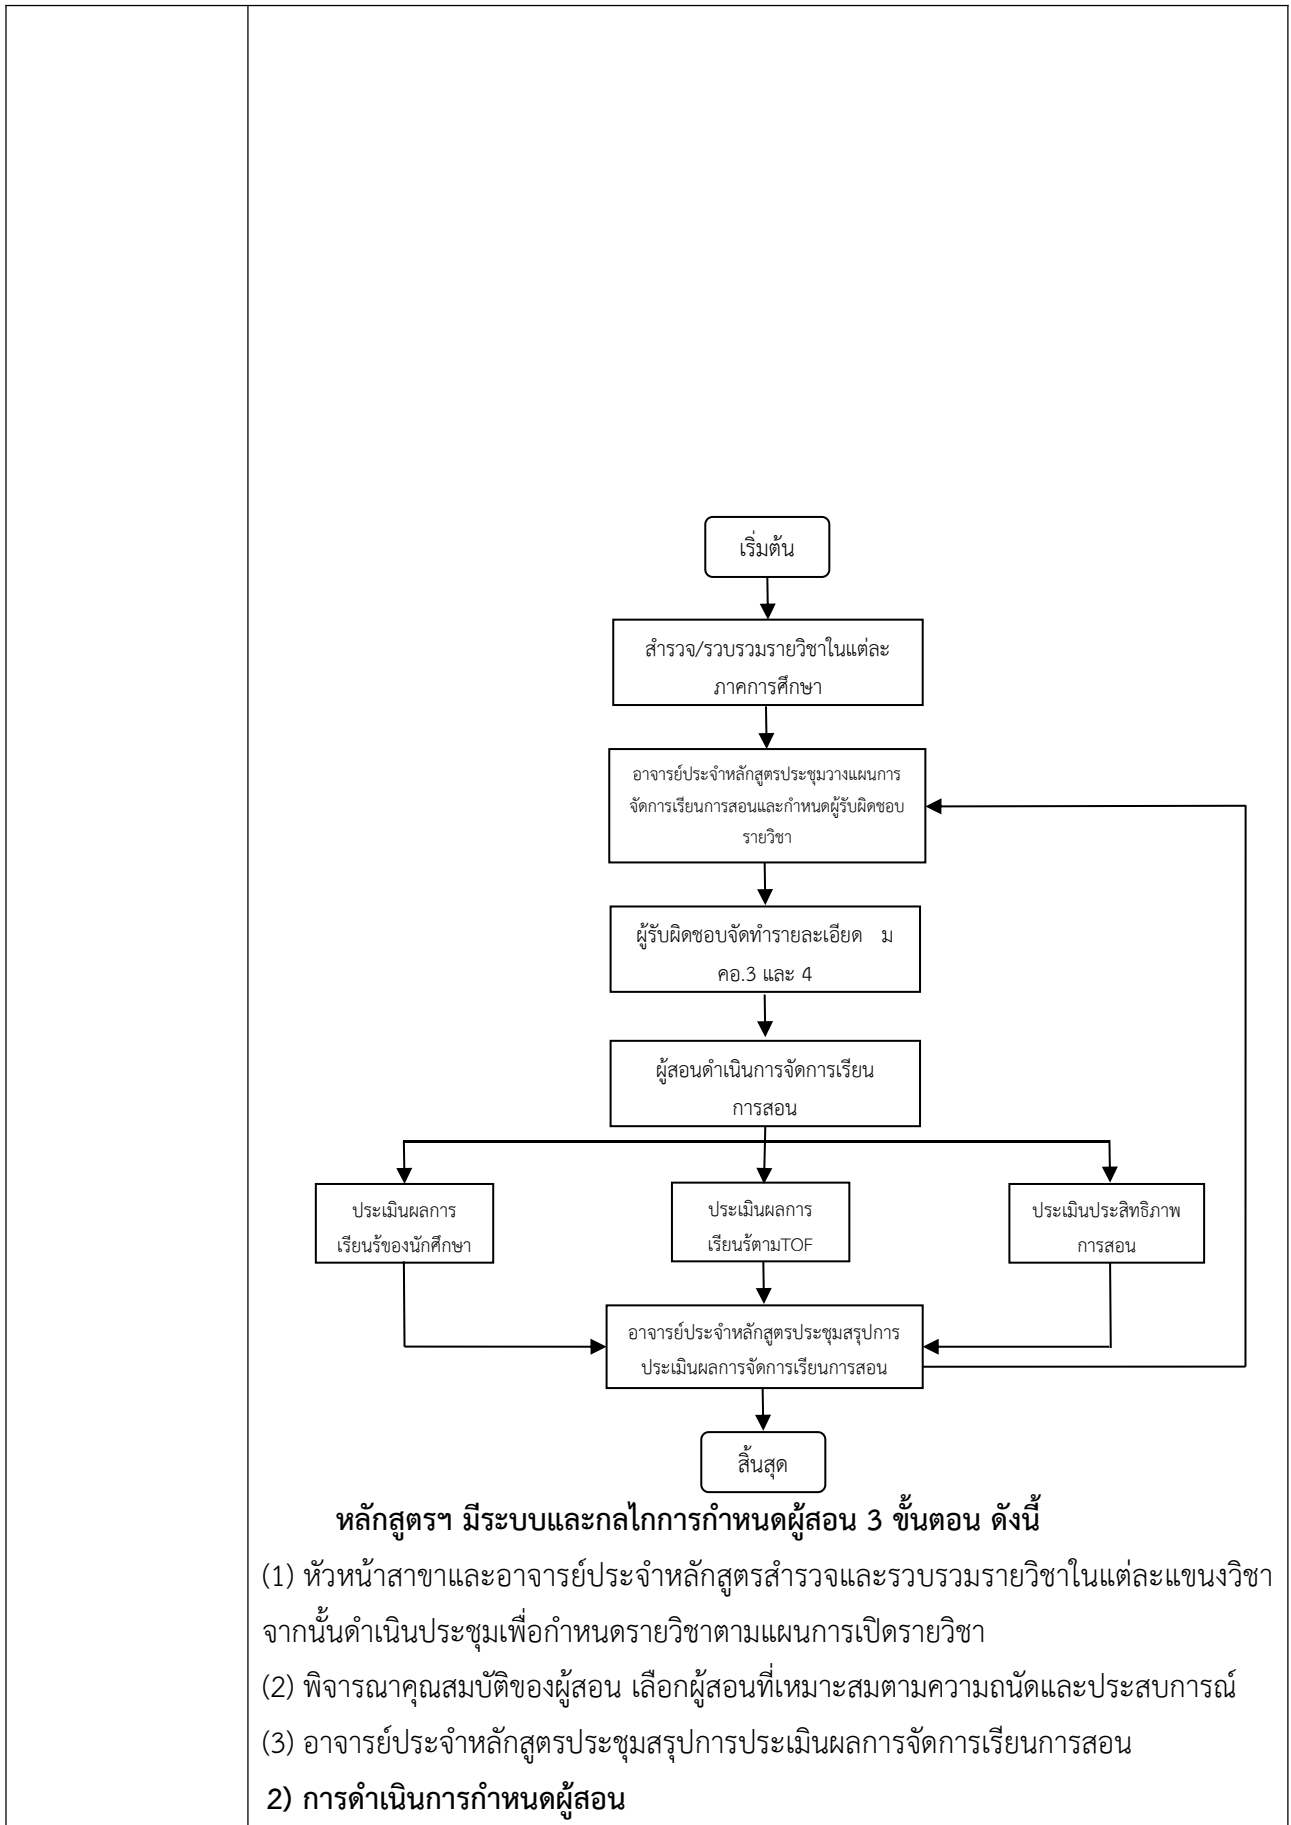 เริ่มต้น
สำรวจ/รวบรวมรายวิชาในแต่ละ
ภาคการศึกษา
อาจารย์ประจำหลักสูตรประชุมวางแผนการ
จัดการเรียนการสอนและกำหนดผู้รับผิดชอบ
รายวิชา
ผู้รับผิดชอบจัดทำรายละเอียด ม
คอ.3 และ 4
ผู้สอนดำเนินการจัดการเรียน
การสอน
ประเมินผลการ
เรียนรู้ของนักศึกษา
ประเมินผลการ
เรียนรู้ตามTOF
ประเมินประสิทธิภาพ
การสอน
อาจารย์ประจำหลักสูตรประชุมสรุปการ
ประเมินผลการจัดการเรียนการสอน
สิ้นสุด
หลักสูตรฯ มีระบบและกลไกการกำหนดผู้สอน 3 ขั้นตอน ดังนี้
(1) หัวหน้าสาขาและอาจารย์ประจำหลักสูตรสำรวจและรวบรวมรายวิชาในแต่ละแขนงวิชา
จากนั้นดำเนินประชุมเพื่อกำหนดรายวิชาตามแผนการเปิดรายวิชา
(2) พิจารณาคุณสมบัติของผู้สอน เลือกผู้สอนที่เหมาะสมตามความถนัดและประสบการณ์
(3) อาจารย์ประจำหลักสูตรประชุมสรุปการประเมินผลการจัดการเรียนการสอน
2) การดำเนินการกำหนดผู้สอน